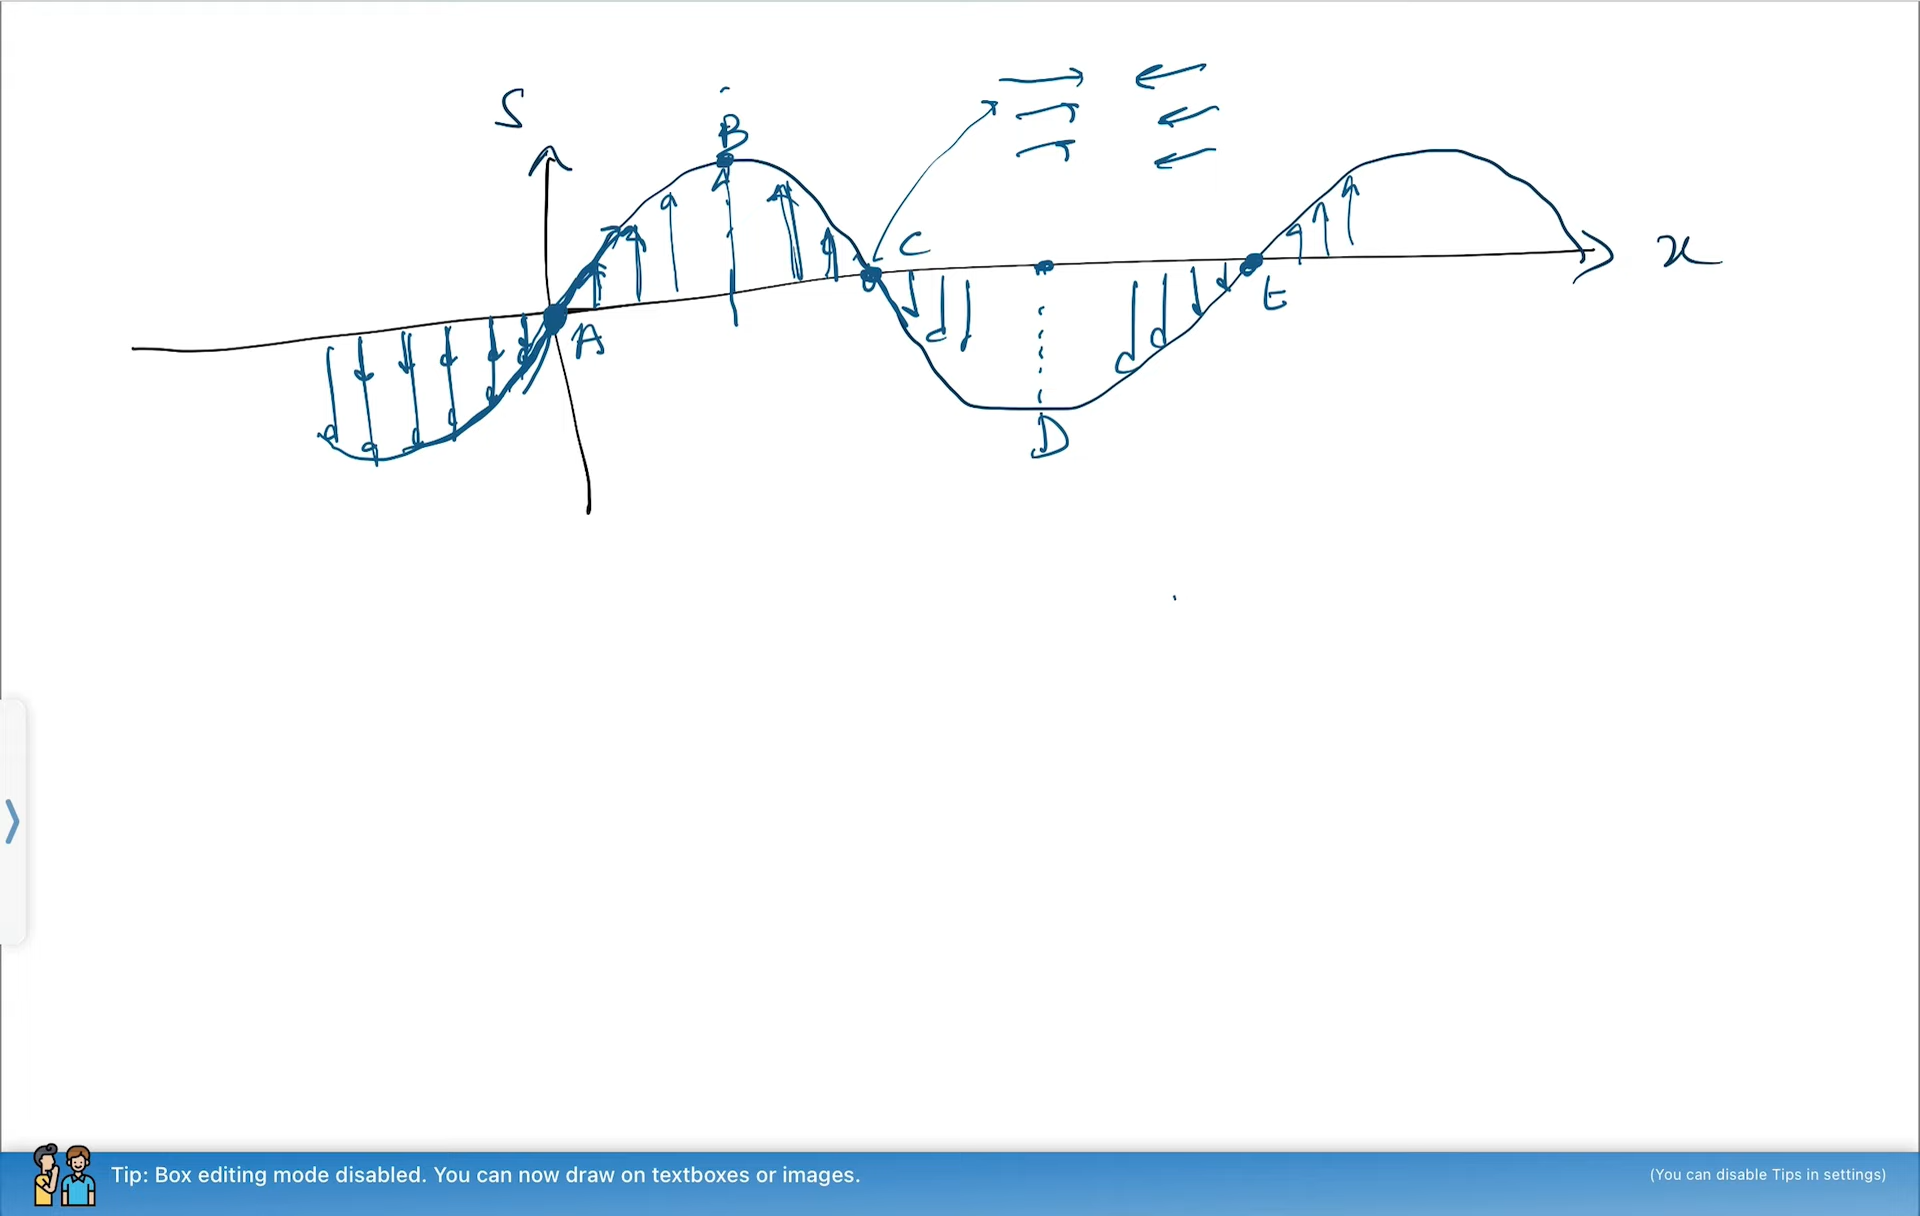 S
B
C
x
A
E
D
Tip: Box editing mode disabled. You can now draw on textboxes or images.
(You can disable Tips in settings)